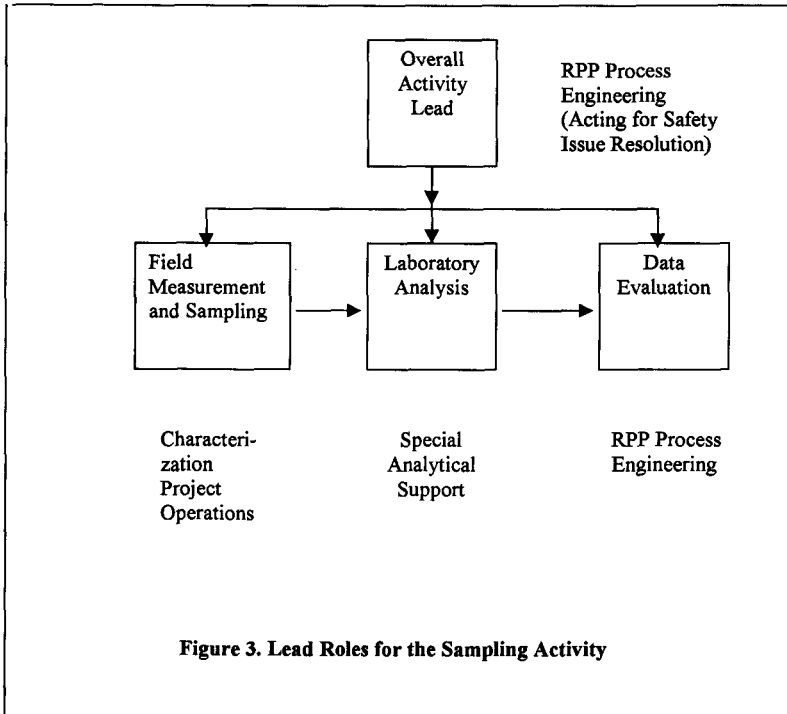 Overall
Activity
Lead
RPP Process
Engineering
(Acting for Safety
Issue Resolution)
Field
Measurement
and Sampling
Laboratory
Analysis
Data
Evaluation
Characteri-
zation
Project
Operations
Special
Analytical
Support
RPP Process
Engineering
Figure 3. Lead Roles for the Sampling Activity